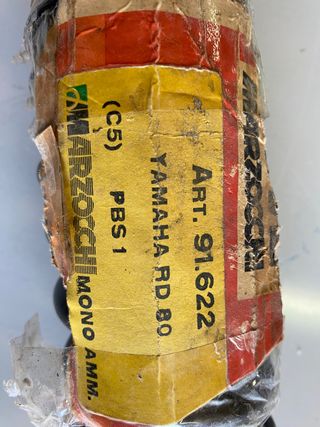 ART. 91.622
YAMAHA RD 80
(C5) PBS 1
MARZOCCHI MONO AMM.
MARZOCCHI